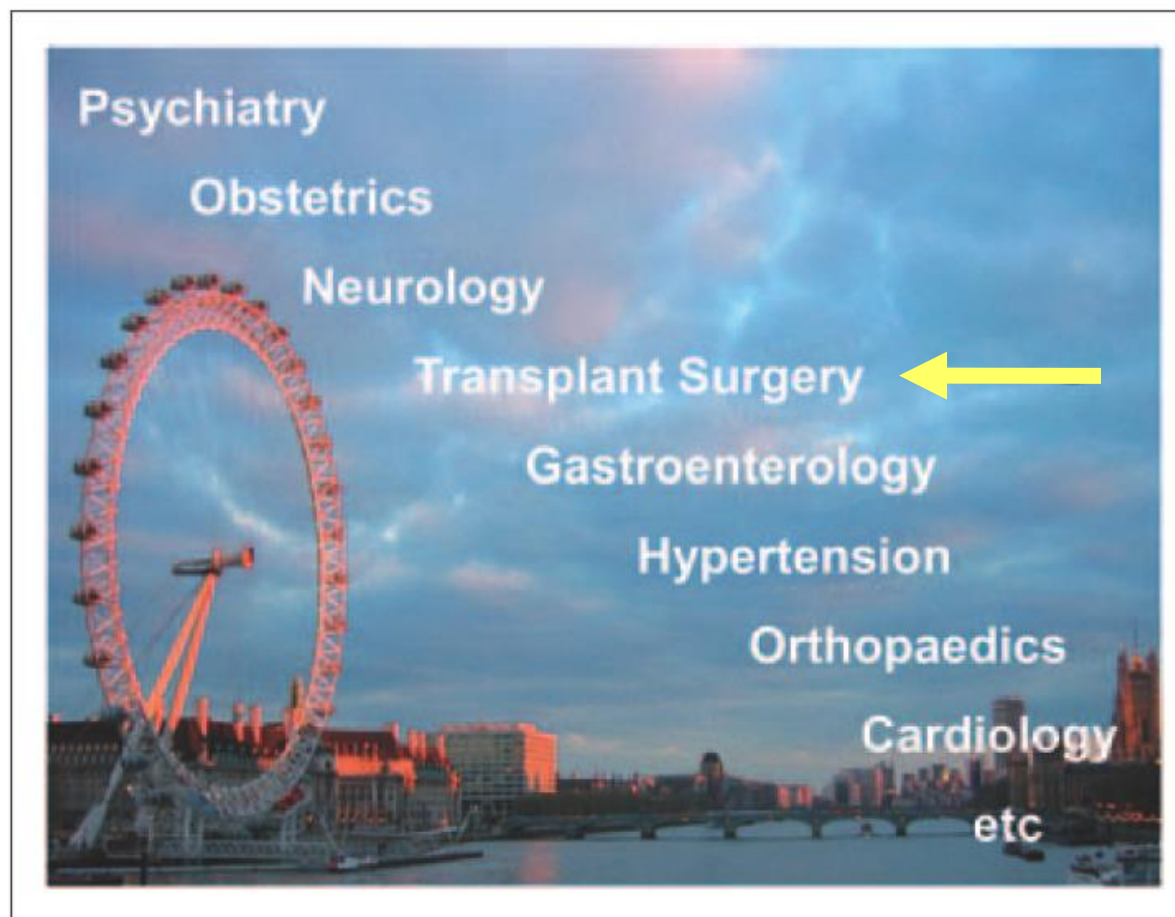 Psychiatry
Obstetrics
Neurology
Transplant Surgery
Gastroenterology
Hypertension
Orthopaedics
Cardiology
etc